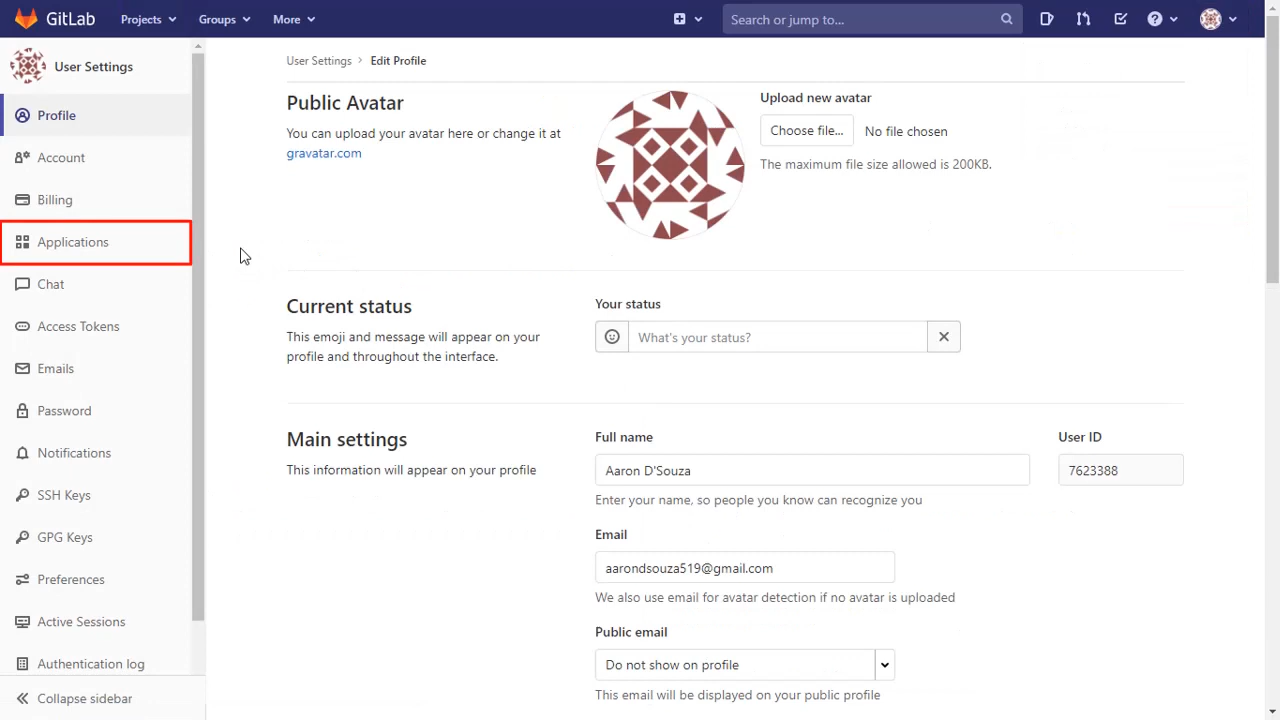 GitLab
Projects
Groups
More
Search or jump to...
User Settings
Profile
Account
Billing
Applications
Chat
Access Tokens
Emails
Password
Notifications
SSH Keys
GPG Keys
Preferences
Active Sessions
Authentication log
Collapse sidebar
User Settings > Edit Profile
Public Avatar
You can upload your avatar here or change it at
gravatar.com
Upload new avatar
Choose file... No file chosen
The maximum file size allowed is 200KB.
Current status
This emoji and message will appear on your
profile and throughout the interface.
Your status
What's your status?
Main settings
This information will appear on your profile
Full name
Aaron D'Souza
Enter your name, so people you know can recognize you
User ID
7623388
Email
aarondsouza519@gmail.com
We also use email for avatar detection if no avatar is uploaded
Public email
Do not show on profile
This email will be displayed on your public profile